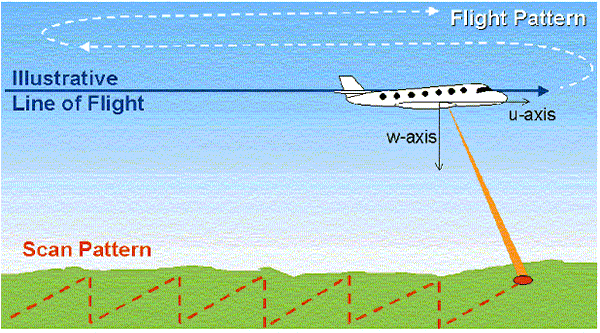 Flight Pattern
Illustrative
Line of Flight
u-axis
w-axis
Scan Pattern